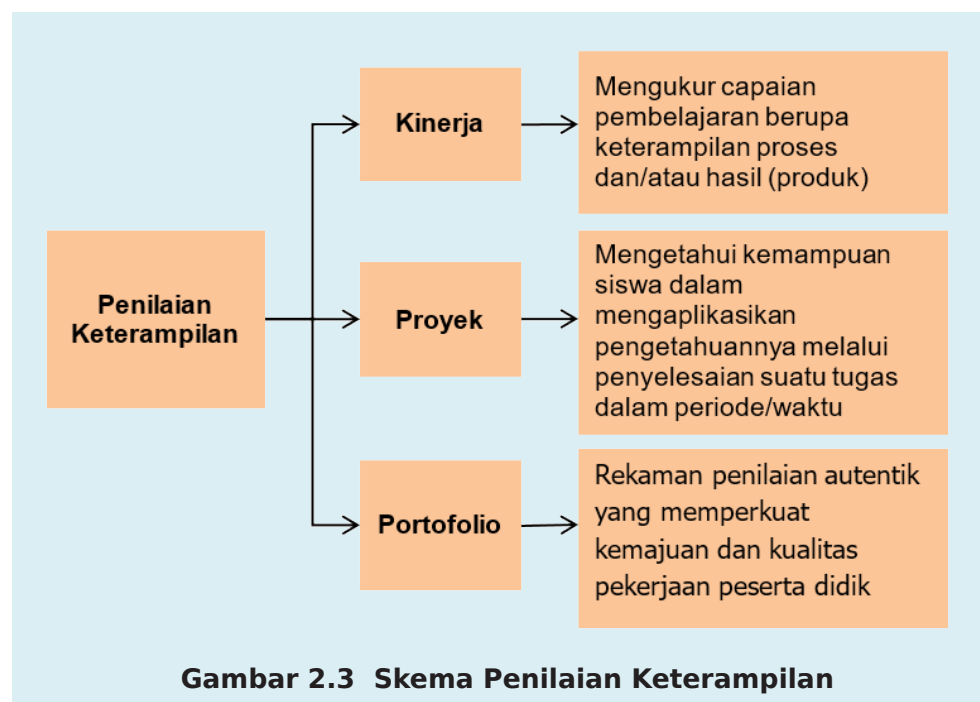 Penilaian
Keterampilan
Kinerja
Mengukur capaian
pembelajaran berupa
keterampilan proses
dan/atau hasil (produk)
Proyek
Mengetahui kemampuan
siswa dalam
mengaplikasikan
pengetahuannya melalui
penyelesaian suatu tugas
dalam periode/waktu
Portofolio
Rekaman penilaian autentik
yang memperkuat
kemajuan dan kualitas
pekerjaan peserta didik
Gambar 2.3 Skema Penilaian Keterampilan